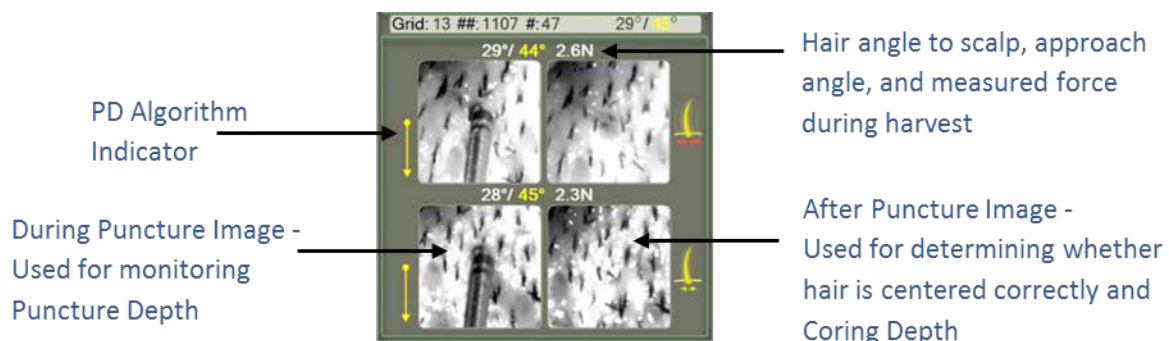 Grid: 13 ##: 1107 #: 47 29°/ 45°
29°/ 44° 2.6N
Hair angle to scalp, approach
angle, and measured force
during harvest
PD Algorithm
Indicator
28°/ 45° 2.3N
During Puncture Image -
Used for monitoring
Puncture Depth
After Puncture Image -
Used for determining whether
hair is centered correctly and
Coring Depth